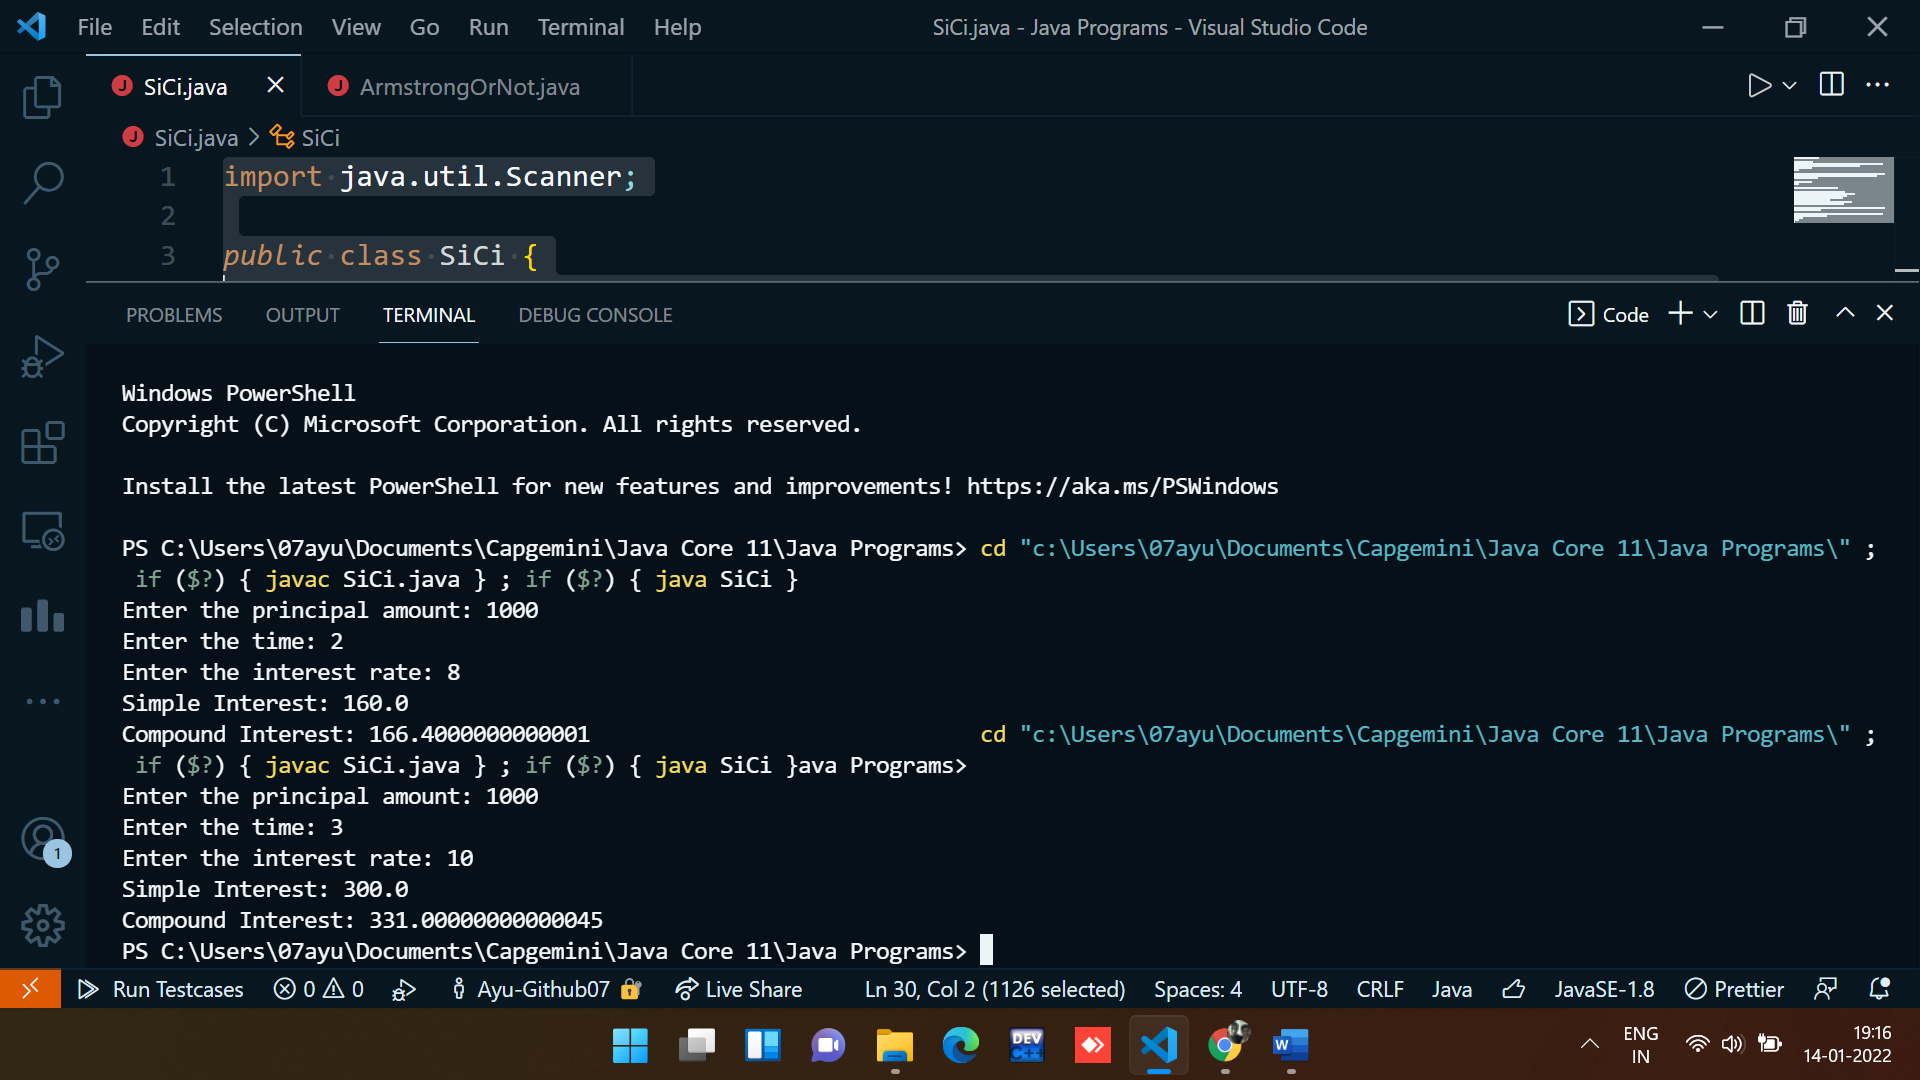 File Edit Selection View Go Run Terminal Help SiCi.java - Java Programs - Visual Studio Code
J SiCi.java J ArmstrongOrNot.java
J SiCi.java > SiCi
1 import java.util.Scanner;
2
3 public class SiCi {
PROBLEMS OUTPUT TERMINAL DEBUG CONSOLE Code
Windows PowerShell
Copyright (C) Microsoft Corporation. All rights reserved.
Install the latest PowerShell for new features and improvements! https://aka.ms/PSWindows
PS C:\Users\07ayu\Documents\Capgemini\Java Core 11\Java Programs> cd "c:\Users\07ayu\Documents\Capgemini\Java Core 11\Java Programs\" ;
if ($?) { javac SiCi.java } ; if ($?) { java SiCi }
Enter the principal amount: 1000
Enter the time: 2
Enter the interest rate: 8
Simple Interest: 160.0
Compound Interest: 166.4000000000001 cd "c:\Users\07ayu\Documents\Capgemini\Java Core 11\Java Programs\" ;
if ($?) { javac SiCi.java } ; if ($?) { java SiCi }ava Programs>
Enter the principal amount: 1000
Enter the time: 3
Enter the interest rate: 10
Simple Interest: 300.0
Compound Interest: 331.00000000000045
PS C:\Users\07ayu\Documents\Capgemini\Java Core 11\Java Programs>
1
Run Testcases 0 0 Ayu-Github07 Live Share Ln 30, Col 2 (1126 selected) Spaces: 4 UTF-8 CRLF Java JavaSE-1.8 Prettier
DEV C++ W ENG 19:16
IN 14-01-2022